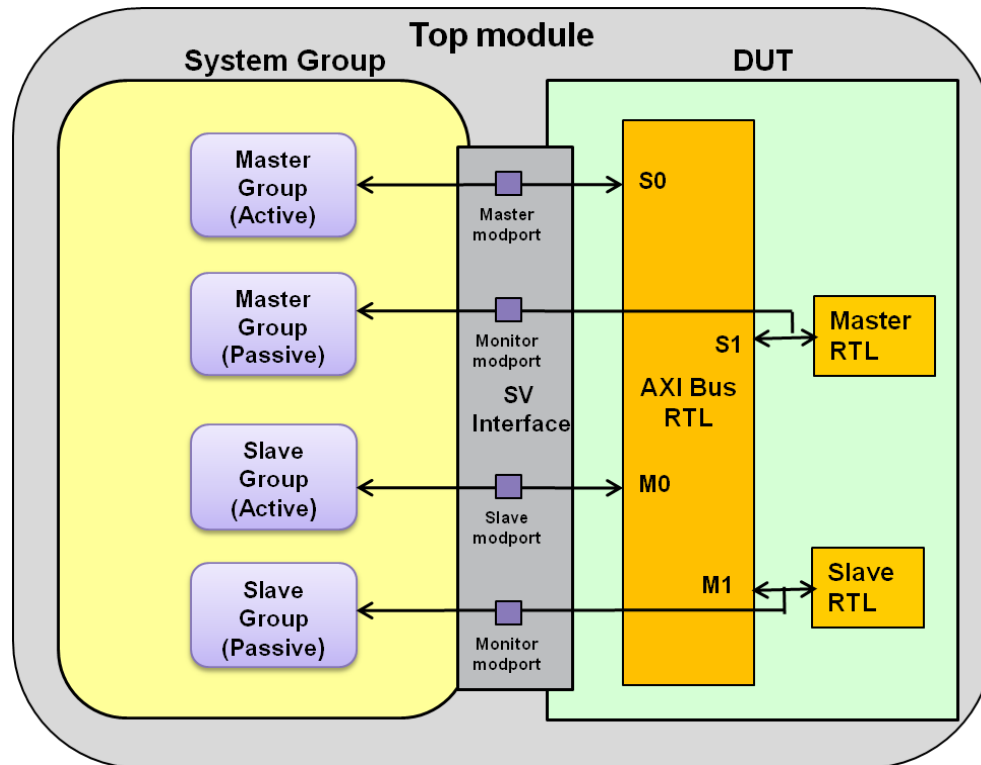 Top module
System Group
DUT
Master
Group
(Active)
Master
modport
S0
Master
Group
(Passive)
Monitor
modport
S1
Master
RTL
SV
Interface
AXI Bus
RTL
Slave
Group
(Active)
Slave
modport
M0
Slave
Group
(Passive)
Monitor
modport
M1
Slave
RTL